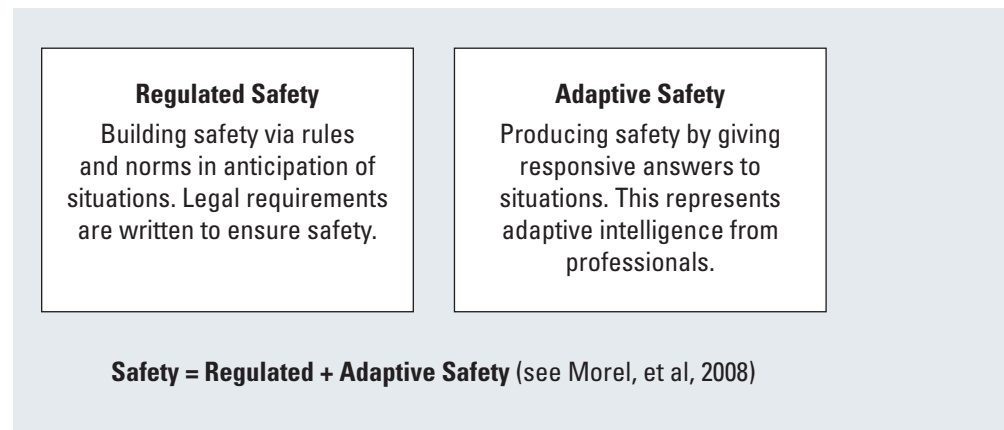 Regulated Safety
Building safety via rules
and norms in anticipation of
situations. Legal requirements
are written to ensure safety.
Adaptive Safety
Producing safety by giving
responsive answers to
situations. This represents
adaptive intelligence from
professionals.
Safety = Regulated + Adaptive Safety (see Morel, et al, 2008)